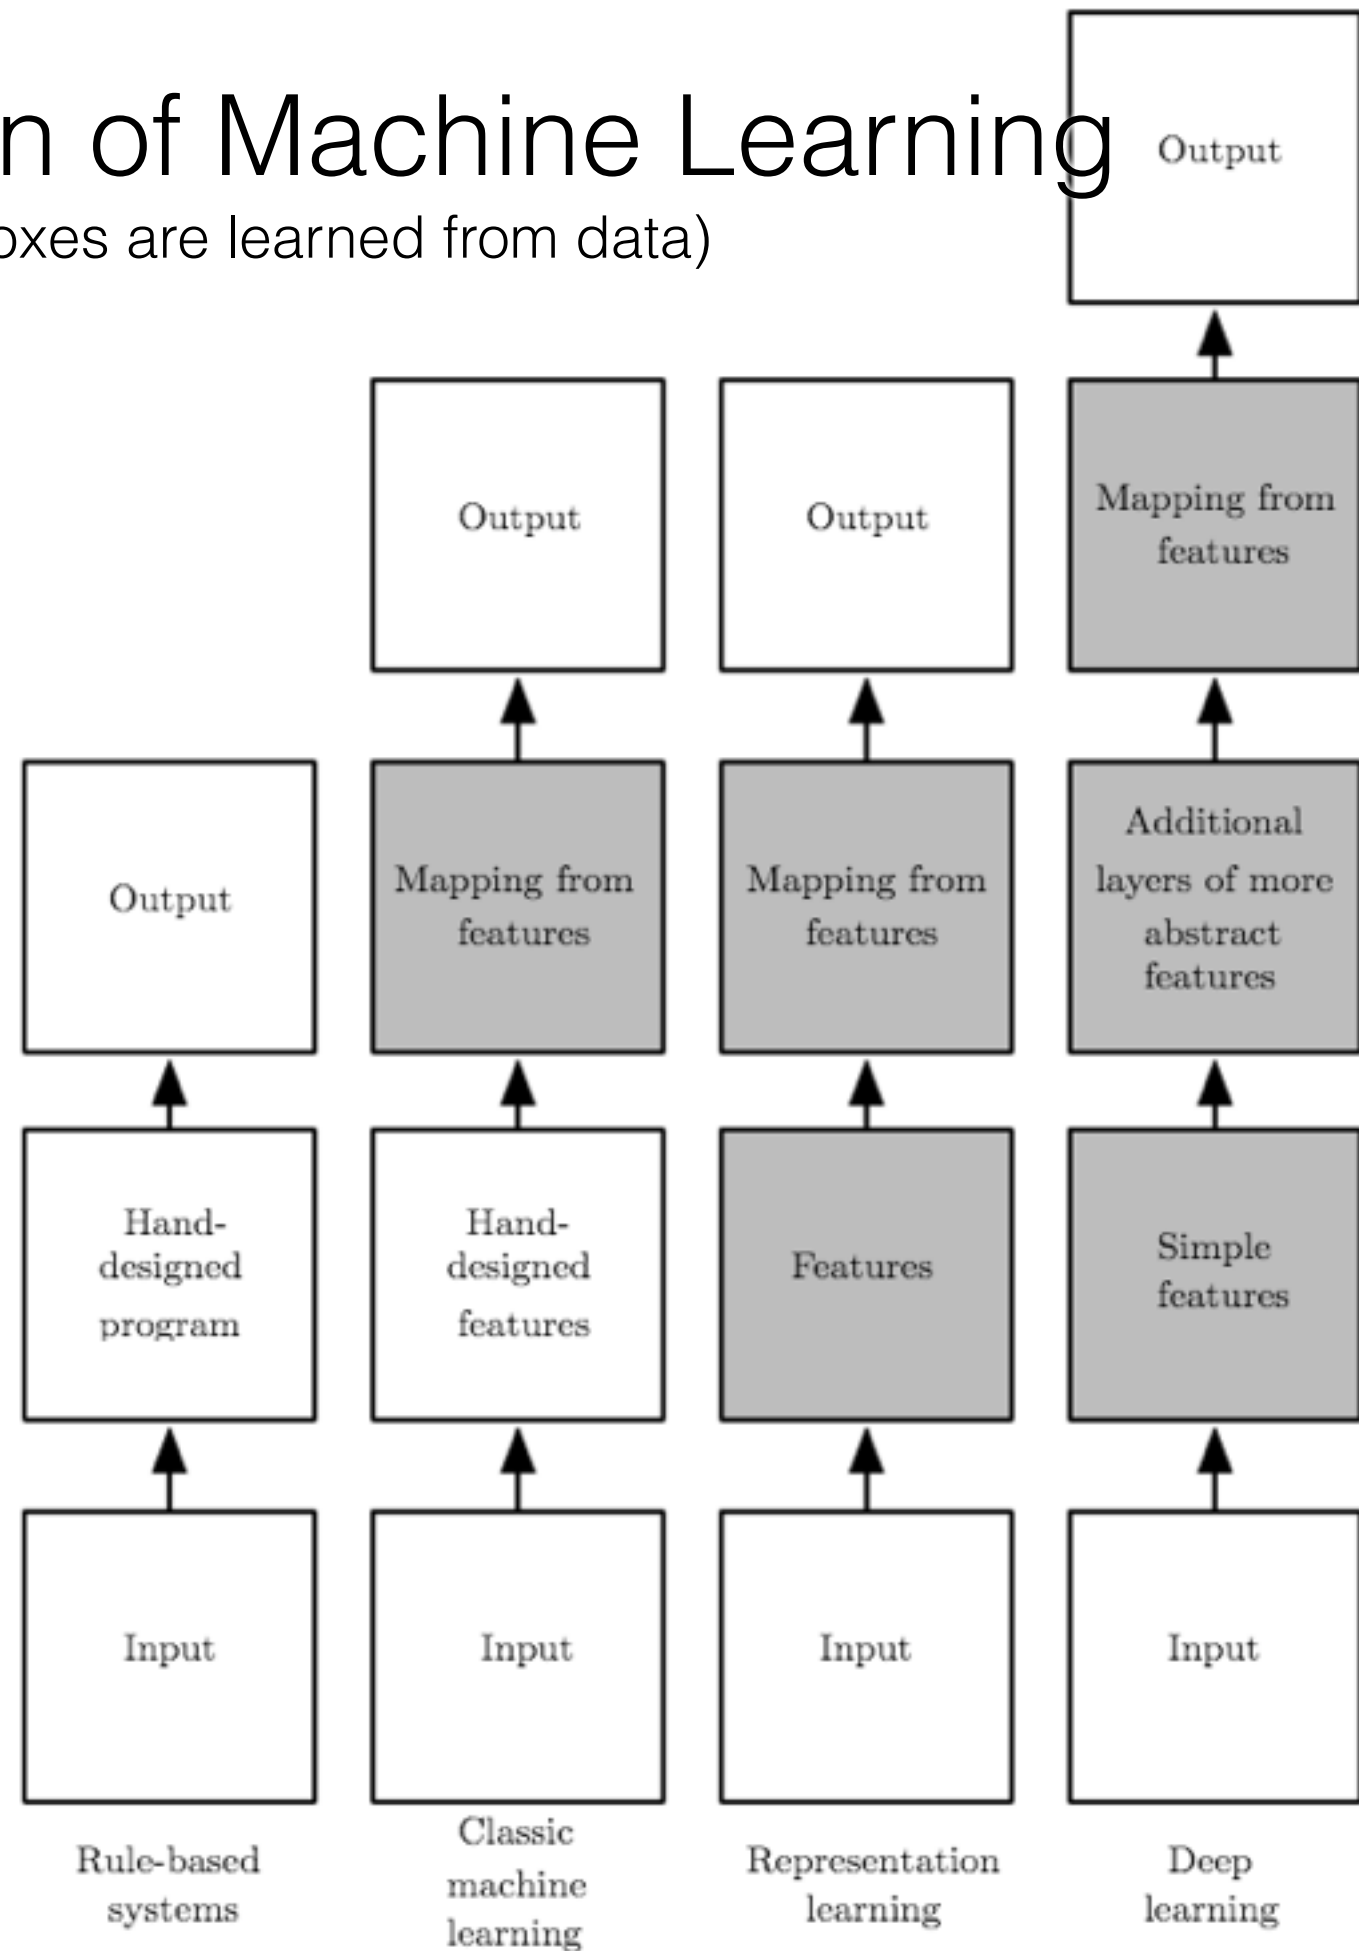 n of Machine Learning
oxes are learned from data)
Output
Output
Output
Mapping from
features
Output
Mapping from
features
Mapping from
features
Additional
layers of more
abstract
features
Hand-
designed
program
Hand-
designed
features
Features
Simple
features
Input
Input
Input
Input
Rule-based
systems
Classic
machine
learning
Representation
learning
Deep
learning